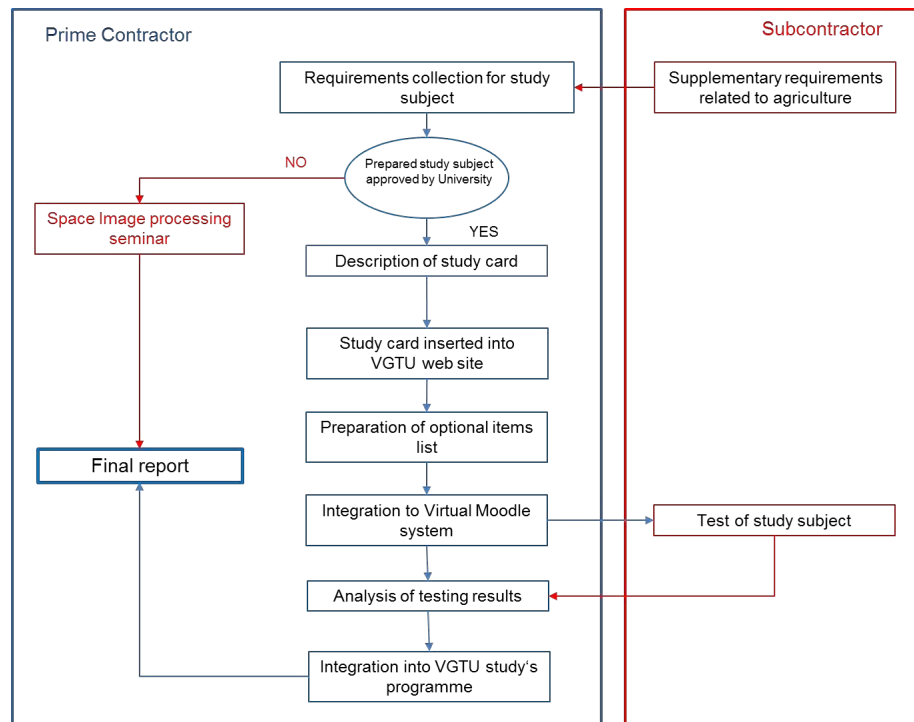 Prime Contractor
Subcontractor
Requirements collection for study
subject
Supplementary requirements
related to agriculture
Prepared study subject
approved by University
NO
YES
Space Image processing
seminar
Description of study card
Study card inserted into
VGTU web site
Preparation of optional items
list
Final report
Integration to Virtual Moodle
system
Test of study subject
Analysis of testing results
Integration into VGTU study‘s
programme